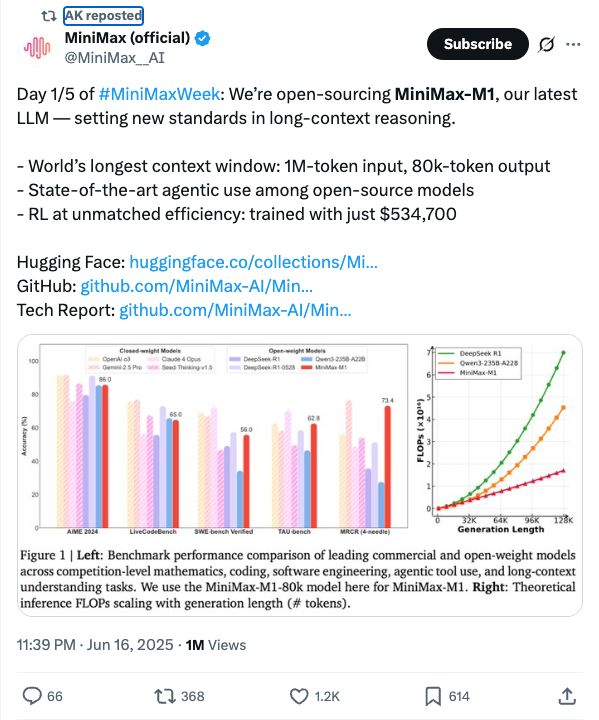 AK reposted
MiniMax (official)
@MiniMax__AI
Subscribe
Day 1/5 of #MiniMaxWeek: We’re open-sourcing MiniMax-M1, our latest
LLM — setting new standards in long-context reasoning.
- World’s longest context window: 1M-token input, 80k-token output
- State-of-the-art agentic use among open-source models
- RL at unmatched efficiency: trained with just $534,700
Hugging Face: huggingface.co/collections/Mi...
GitHub: github.com/MiniMax-AI/Min...
Tech Report: github.com/MiniMax-AI/Min...
Closed-weight Models
OpenAI o3
Claude 4 Opus
Gemini-2.5 Pro
Seed-Thinking-v1.5
Open-weight Models
DeepSeek-R1
Qwen3-235B-A22B
DeepSeek-R1-0528
MiniMax-M1
Accuracy (%)
100
80
60
40
20
0
86.0
65.0
56.0
62.8
73.4
AIME 2024
LiveCodeBench
SWE-bench Verified
TAU-bench
MRCR (4-needle)
DeepSeek R1
Qwen3-235B-A22B
MiniMax-M1
FLOPs (×10¹⁶)
7
6
5
4
3
2
1
0
0
32K
64K
96K
128K
Generation Length
Figure 1 | Left: Benchmark performance comparison of leading commercial and open-weight models
across competition-level mathematics, coding, software engineering, agentic tool use, and long-context
understanding tasks. We use the MiniMax-M1-80k model here for MiniMax-M1. Right: Theoretical
inference FLOPs scaling with generation length (# tokens).
11:39 PM · Jun 16, 2025 · 1M Views
66
368
1.2K
614